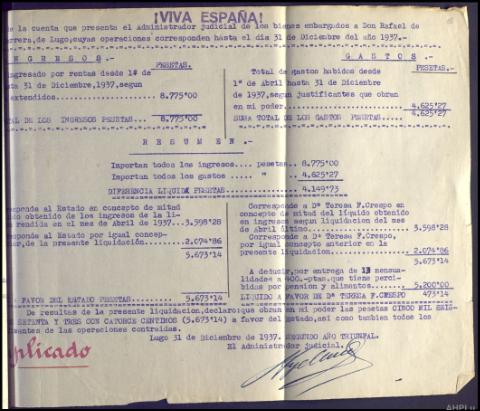 ¡VIVA ESPAÑA!
de la cuenta que presenta el administrador judicial de los bienes embargados a Don Rafael de
de Lugo, cuyas operaciones corresponden hasta el día 31 de Diciembre del año 1937.-
INGRESOS
PESETAS.
ingresado por rentas desde 1º de
hasta 31 de Diciembre, 1937, según
extendidos........ 8.775'00
TOTAL DE LOS INGRESOS PESETAS...... 8.775'00
GASTOS.-
PESETAS.-
Total de gastos habidos desde
1º de Abril hasta 31 de Diciembre
de 1937, según justificantes que obran
en mi poder............ 4.625'27
SUMA TOTAL DE LOS GASTOS PESETAS.... 4.625'27
RESUMEN.-
Importan todos los ingresos.... pesetas.. 8.775'00
Importan todos los gastos... " .. 4.625'27
DIFERENCIA LIQUIDA PESETAS....... 4.149'73
responde al Estado en concepto de mitad
obtenido de los ingresos de la li-
rendida en el mes de Abril de 1937.. 3.598'28
responde al Estado por igual concep-
de la presente liquidación......... 2.074'86
5.673'14
FAVOR DEL ESTADO PESETAS...... 5.673'14
Corresponde a Dª Teresa F. Crespo en
concepto de mitad del líquido obtenido
en ingresos según liquidación del mes
de Abril último............ 3.598'28
Corresponde a Dª Teresa F. Crespo,
por igual concepto anterior en la
presente liquidación........ 2.074'86
5.673'14
A deducir, por entrega de 13 mensua-
lidades a 400.-ptas. que tiene perci-
bidas por pensión y alimentos.. 5.200'00
LIQUIDO A FAVOR DE Dª TERESA F. CRESPO 473'14
De resultas de la presente liquidación, declaro: que obran en mi poder las pesetas CINCO MIL SEIS-
SETENTA Y TRES CON CATORCE CENTIMOS (5.673'14) a favor del Estado, así como también todos los
de las operaciones contraídas.
Lugo 31 de Diciembre de 1937. SEGUNDO AÑO TRIUNFAL.
El Administrador judicial.
plicado
AHPLu